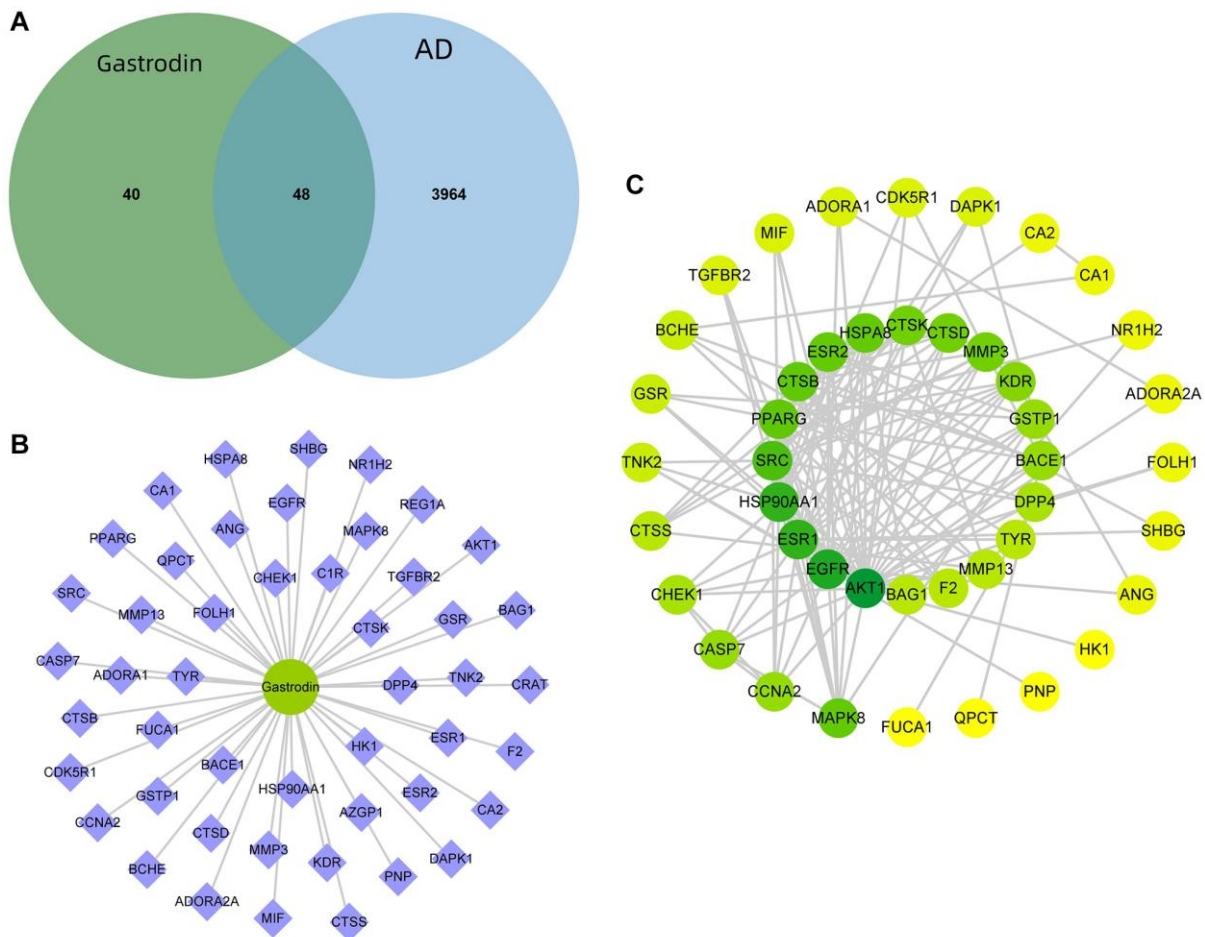 A
Gastrodin
AD
40
48
3964
B
SHBG
HSPA8
NR1H2
CA1
EGFR
REG1A
PPARG
ANG
MAPK8
AKT1
QPCT
CHEK1
C1R
TGFBR2
SRC
MMP13
FOLH1
CTSK
GSR
BAG1
CASP7
ADORA1
TYR
Gastrodin
DPP4
TNK2
CRAT
CTSB
FUCA1
ESR1
F2
CDK5R1
BACE1
HK1
GSTP1
HSP90AA1
ESR2
CA2
CCNA2
CTSD
AZGP1
BCHE
MMP3
KDR
DAPK1
PNP
ADORA2A
MIF
CTSS
C
CDK5R1
ADORA1
DAPK1
MIF
CA2
TGFBR2
CA1
BCHE
HSPA8
CTSK
CTSD
NR1H2
ESR2
MMP3
CTSB
KDR
GSR
ADORA2A
PPARG
GSTP1
TNK2
SRC
BACE1
FOLH1
HSP90AA1
DPP4
CTSS
SHBG
ESR1
TYR
EGFR
MMP13
CHEK1
AKT1
BAG1
F2
ANG
CASP7
HK1
CCNA2
PNP
MAPK8
FUCA1
QPCT